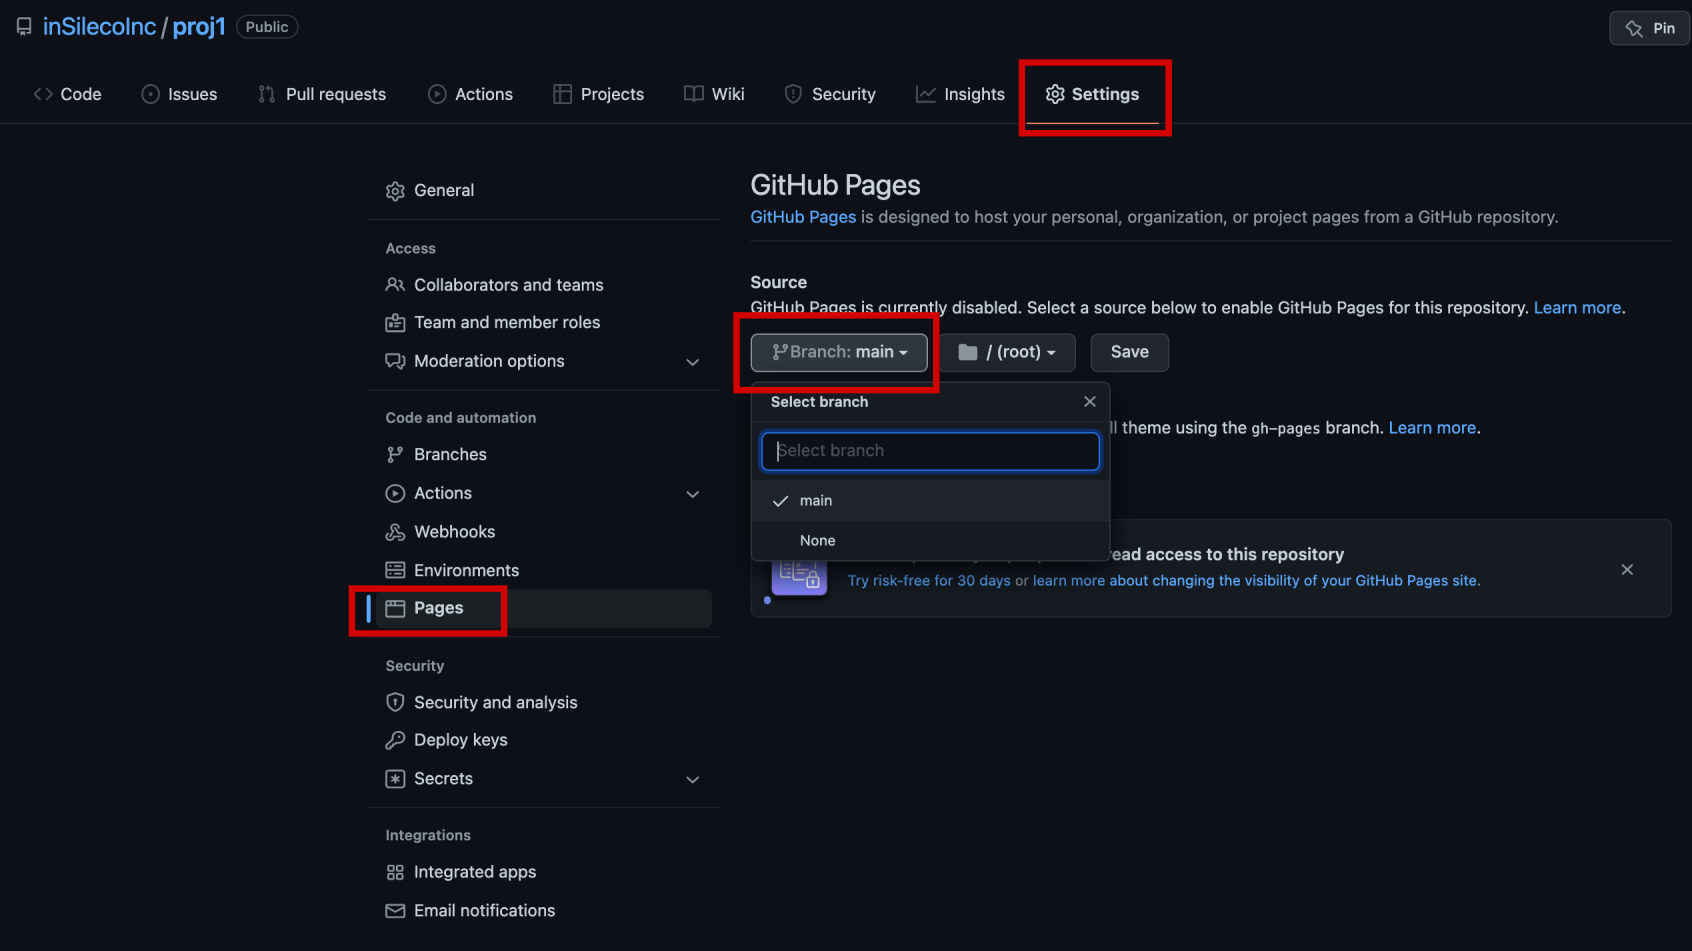 inSilecoInc / proj1 Public
Pin
Code Issues Pull requests Actions Projects Wiki Security Insights Settings
General
Access
Collaborators and teams
Team and member roles
Moderation options
Code and automation
Branches
Actions
Webhooks
Environments
Pages
Security
Security and analysis
Deploy keys
Secrets
Integrations
Integrated apps
Email notifications
GitHub Pages
GitHub Pages is designed to host your personal, organization, or project pages from a GitHub repository.
Source
GitHub Pages is currently disabled. Select a source below to enable GitHub Pages for this repository. Learn more.
Branch: main / (root) Save
Select branch
theme using the gh-pages branch. Learn more.
Select branch
main
None
access to this repository
Try risk-free for 30 days or learn more about changing the visibility of your GitHub Pages site.